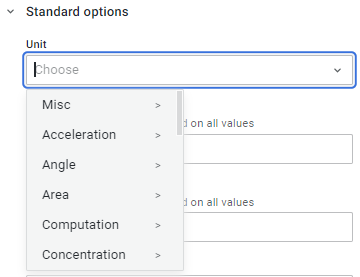 Standard options
Unit
Choose
Misc >
Acceleration >
on all values
Angle >
Area >
on all values
Computation >
Concentration >